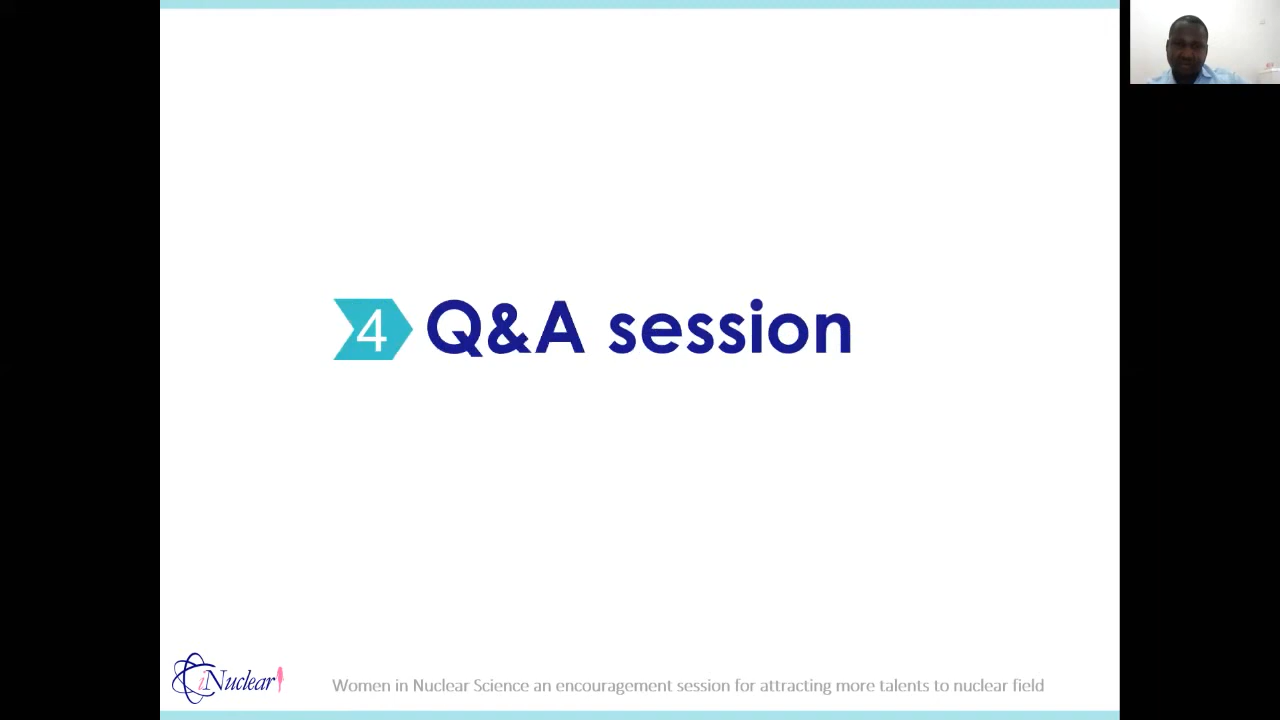 4 Q&A session
iNuclear
Women in Nuclear Science an encouragement session for attracting more talents to nuclear field